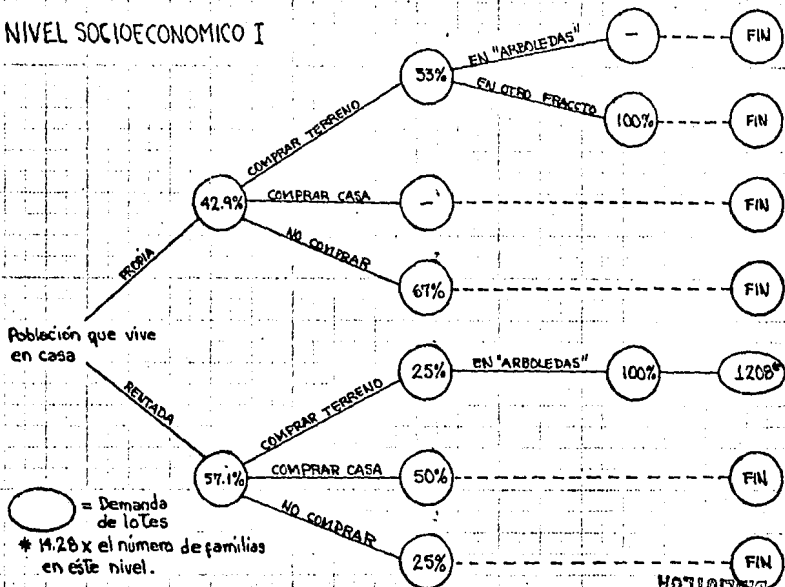 NIVEL SOCIOECONOMICO I
EN "ARBOLEDAS"
—
FIN
33%
EN OTRO FRACCTO
100%
FIN
COMPRAR TERRENO
42.9%
COMPRAR CASA
—
FIN
NO COMPRAR
67%
FIN
PROPIA
Población que vive
en casa
RENTADA
COMPRAR TERRENO
25%
EN "ARBOLEDAS"
100%
1208*
57.1%
COMPRAR CASA
50%
FIN
NO COMPRAR
25%
FIN
= Demanda
de loTes
* 14.28 x el número de familias
en éste nivel.